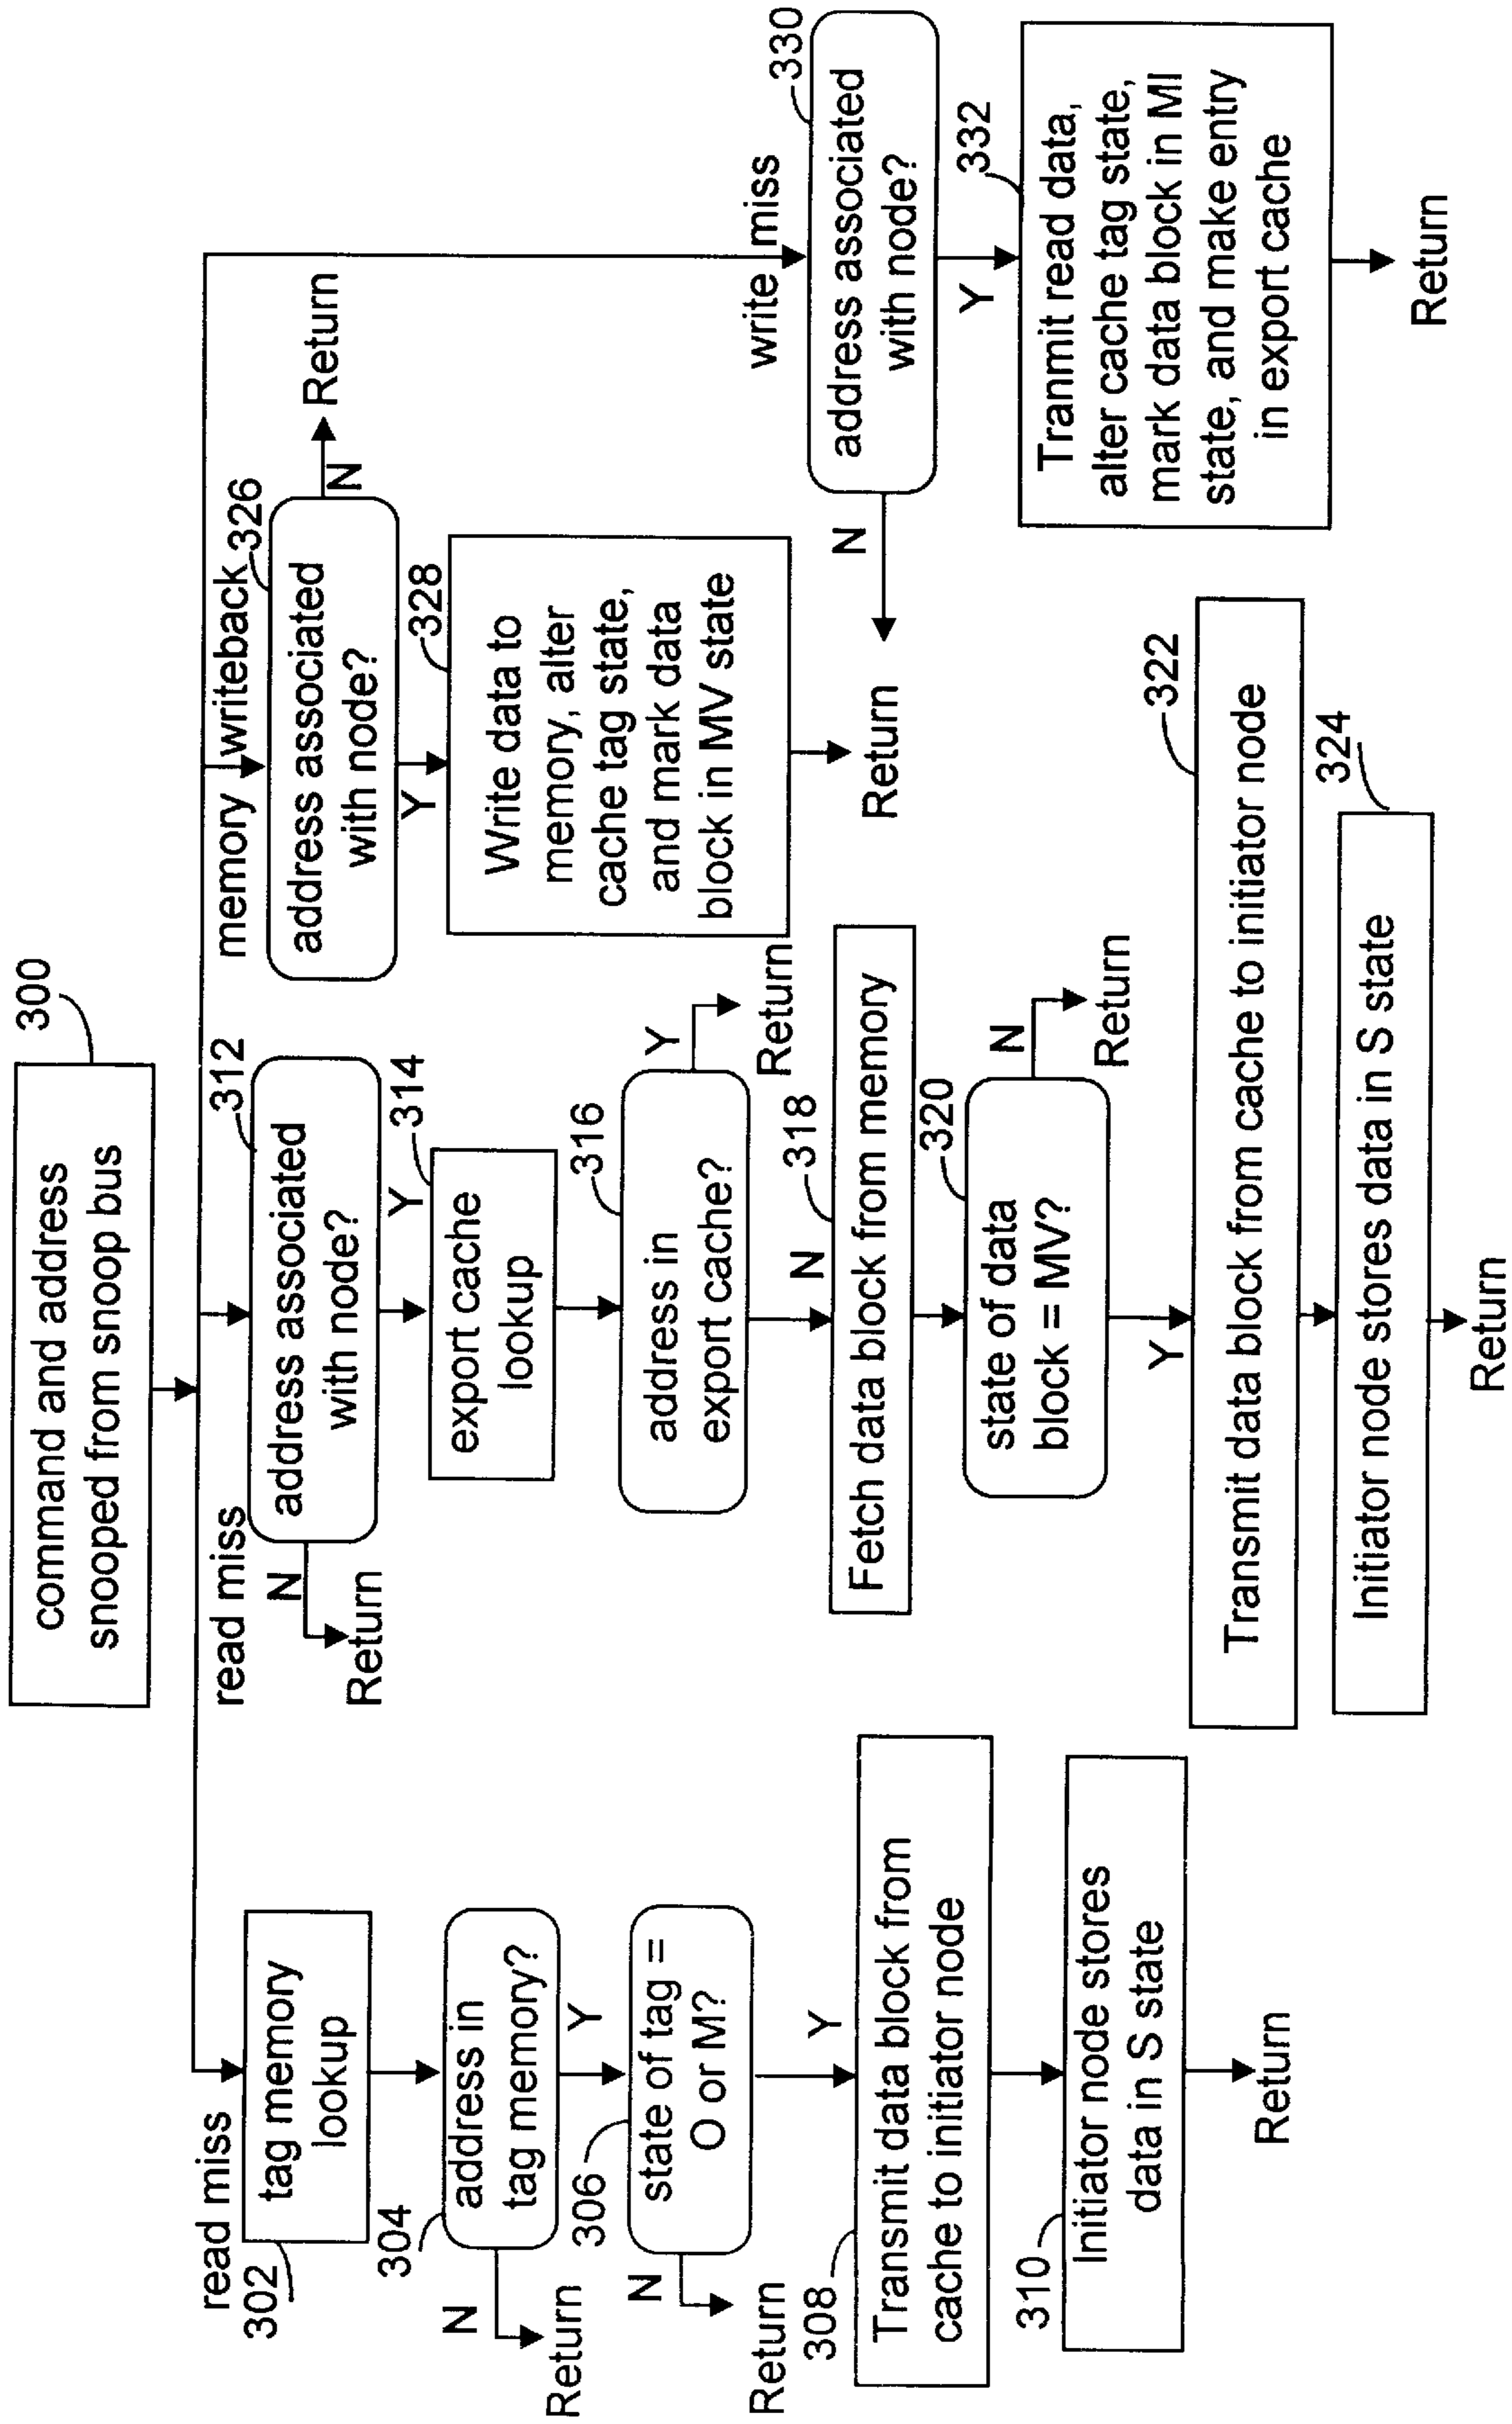 300
command and address
snooped from snoop bus
read miss
302
tag memory
lookup
304
address in
tag memory?
N
Return
Y
306
state of tag =
O or M?
N
Return
Y
308
Transmit data block from
cache to initiator node
310
Initiator node stores
data in S state
Return
read miss
312
address associated
with node?
N
Return
Y
314
export cache
lookup
316
address in
export cache?
Y
Return
N
318
Fetch data block from memory
320
state of data
block = MV?
N
Return
Y
322
Transmit data block from cache to initiator node
324
Initiator node stores data in S state
Return
memory writeback
326
address associated
with node?
N
Return
Y
328
Write data to
memory, alter
cache tag state,
and mark data
block in MV state
Return
write miss
330
address associated
with node?
N
Return
Y
332
Tranmit read data,
alter cache tag state,
mark data block in MI
state, and make entry
in export cache
Return